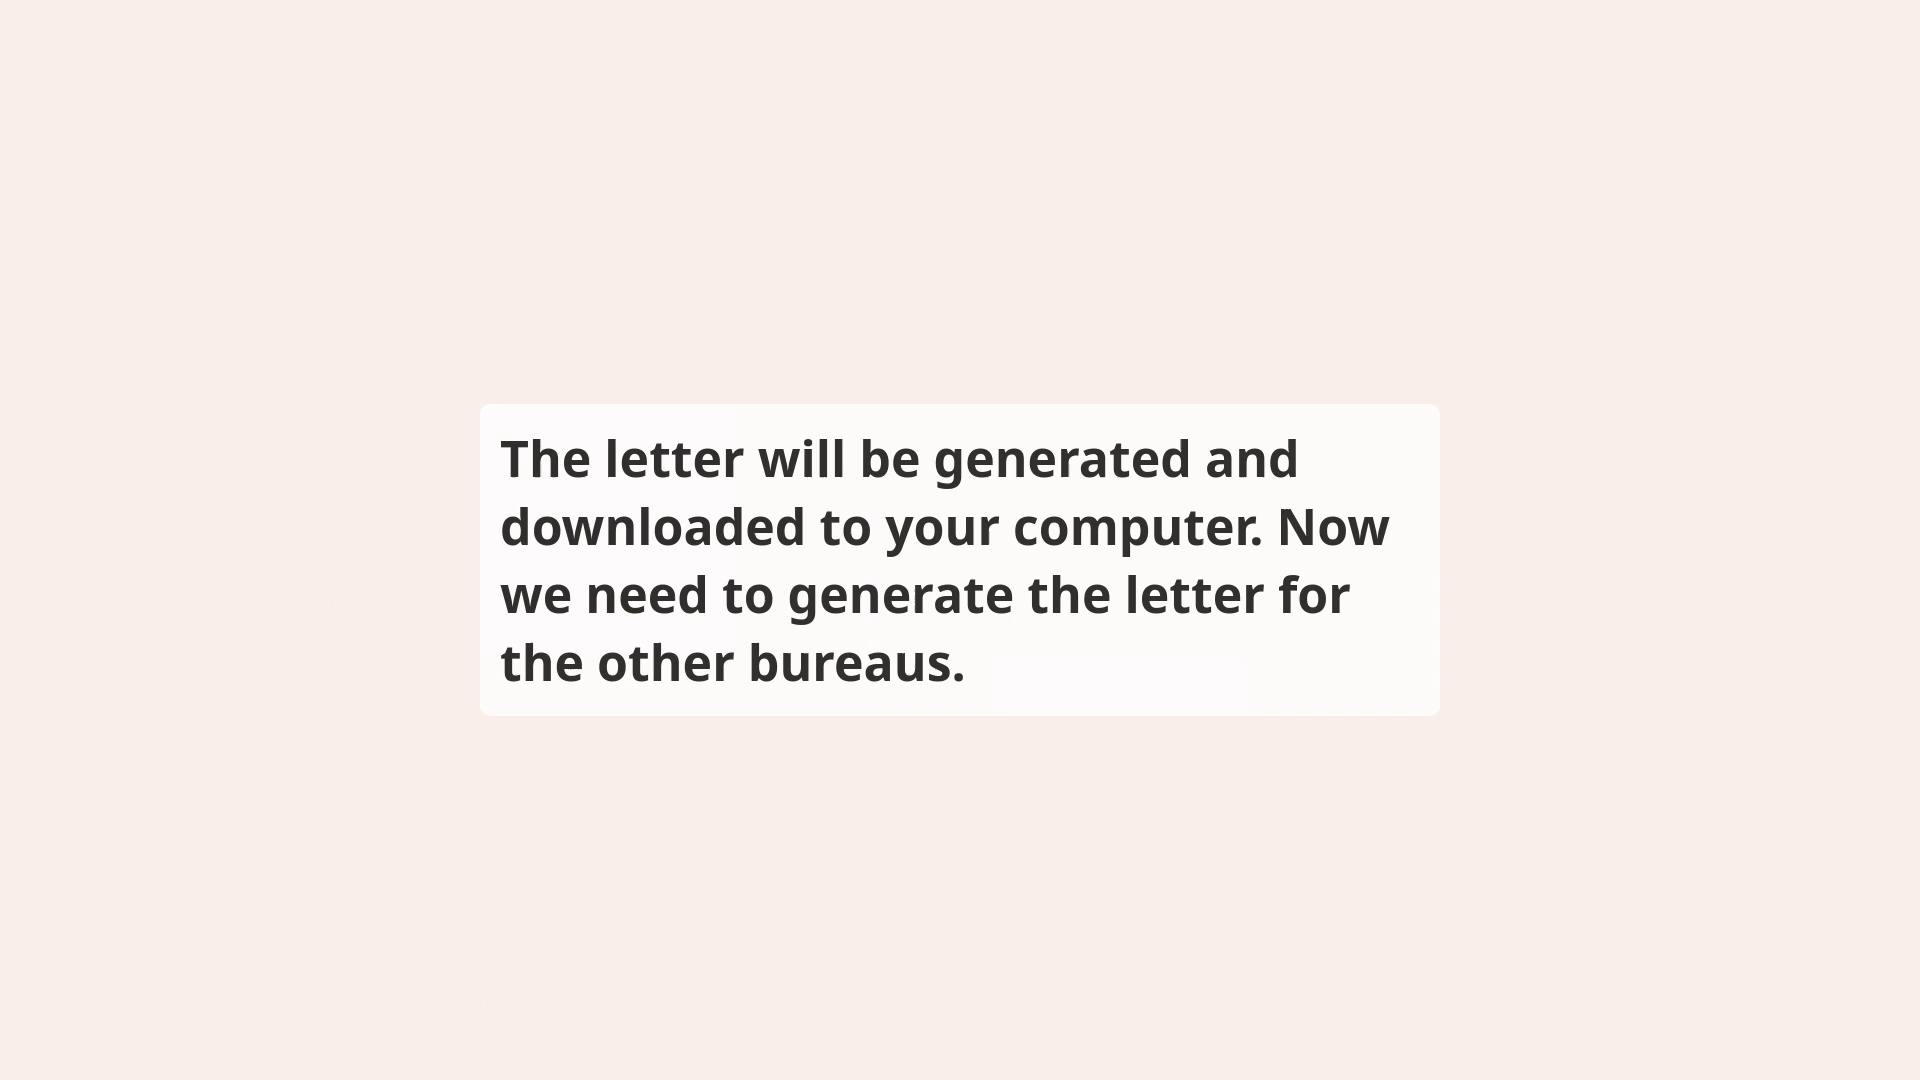 The letter will be generated and
downloaded to your computer. Now
we need to generate the letter for
the other bureaus.